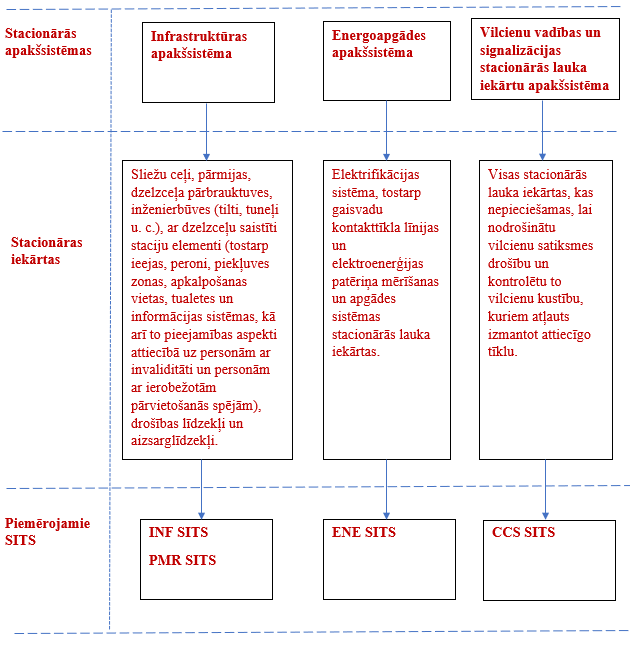 Stacionārās
apakšsistēmas
Infrastruktūras
apakšsistēma
Energoapgādes
apakšsistēma
Vilcienu vadības un
signalizācijas
stacionārās lauka
iekārtu apakšsistēma
Stacionāras
iekārtas
Sliežu ceļi, pārmijas,
dzelzceļa pārbrauktuves,
inženierbūves (tilti, tuneļi
u. c.), ar dzelzceļu saistīti
staciju elementi (tostarp
ieejas, peroni, piekļuves
zonas, apkalpošanas
vietas, tualetes un
informācijas sistēmas, kā
arī to pieejamības aspekti
attiecībā uz personām ar
invaliditāti un personām
ar ierobežotām
pārvietošanās spējām),
drošības līdzekļi un
aizsarglīdzekļi.
Elektrifikācijas
sistēma, tostarp
gaisvadu
kontakttīkla līnijas
un
elektroenerģijas
patēriņa mērīšanas
un apgādes
sistēmas
stacionārās lauka
iekārtas.
Visas stacionārās
lauka iekārtas, kas
nepieciešamas, lai
nodrošinātu
vilcienu satiksmes
drošību un
kontrolētu to
vilcienu kustību,
kuriem atļauts
izmantot attiecīgo
tīklu.
Piemērojamie
SITS
INF SITS
PMR SITS
ENE SITS
CCS SITS